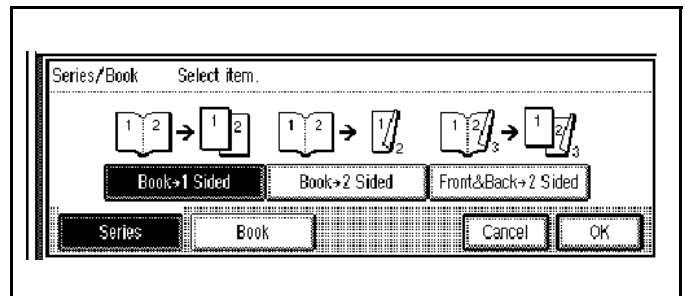 Series/Book Select item.
1 2 → 1 2 1 2 → 1 2 1 2 3 → 1 2 3
Book→1 Sided Book→2 Sided Front&Back→2 Sided
Series Book Cancel OK